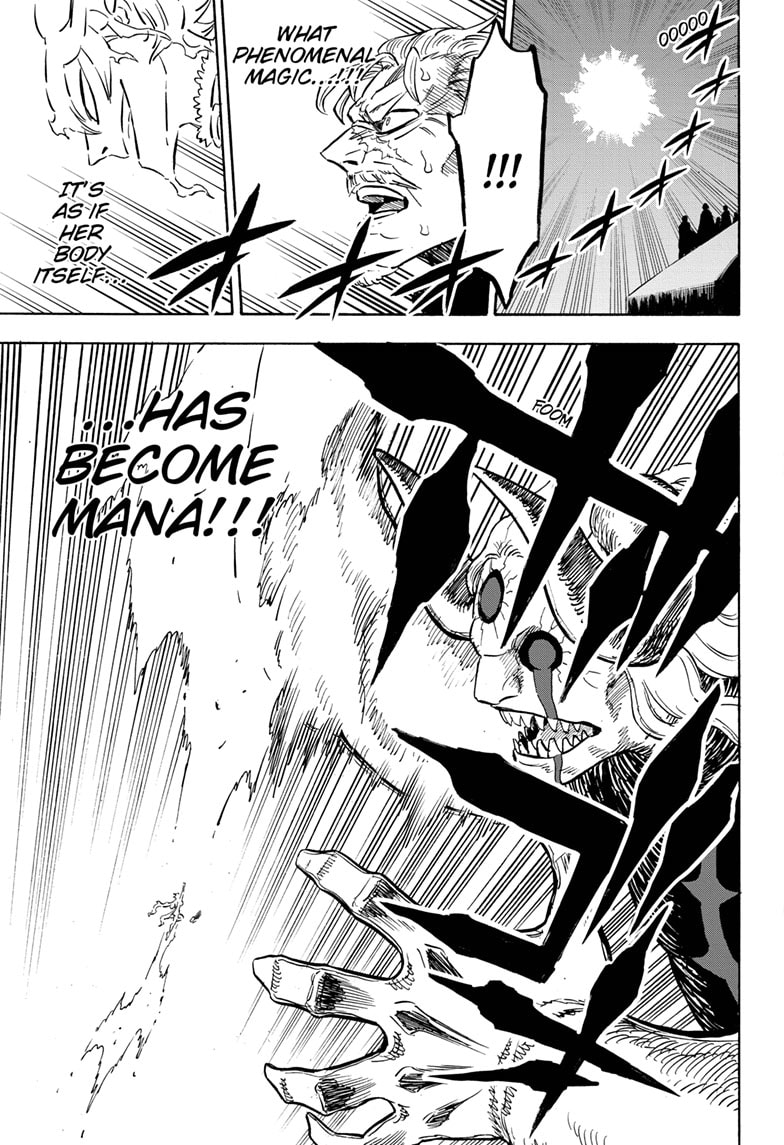 OOOOO
!!!
WHAT
PHENOMENAL
MAGIC...!!!
IT'S
AS IF
HER
BODY
ITSELF...
...HAS
BECOME
MANA!!!
FOOM